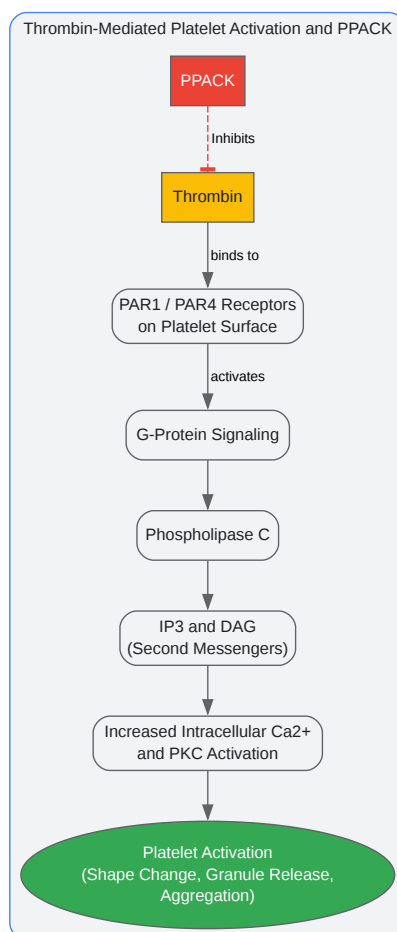 Thrombin-Mediated Platelet Activation and PPACK
PPACK
Inhibits
Thrombin
binds to
PAR1 / PAR4 Receptors
on Platelet Surface
activates
G-Protein Signaling
Phospholipase C
IP3 and DAG
(Second Messengers)
Increased Intracellular Ca2+
and PKC Activation
Platelet Activation
(Shape Change, Granule Release,
Aggregation)